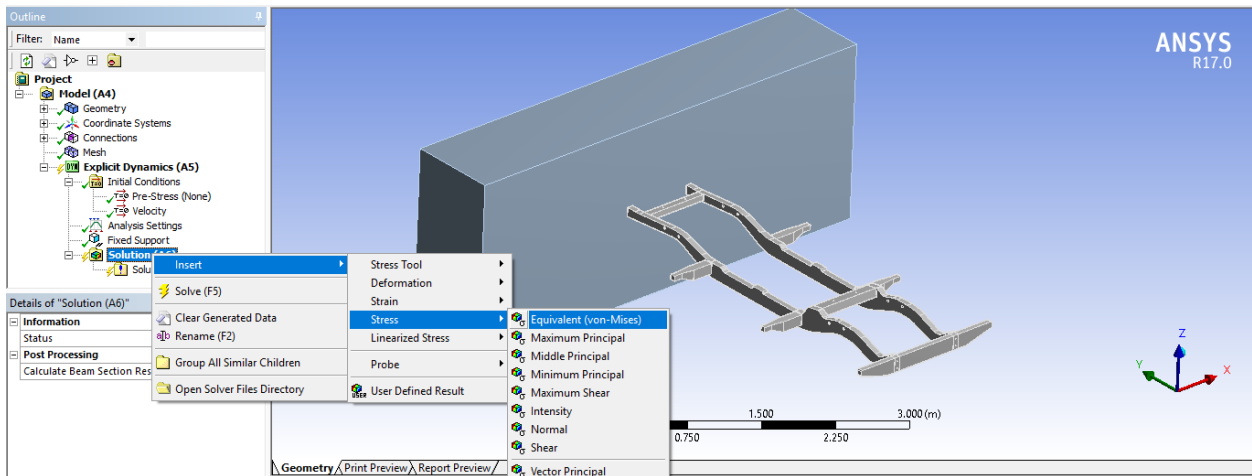 Outline
Filter: Name
Project
Model (A4)
Geometry
Coordinate Systems
Connections
Mesh
Explicit Dynamics (A5)
Initial Conditions
Pre-Stress (None)
Velocity
Analysis Settings
Fixed Support
Solution (A6)
Solu
Details of "Solution (A6)"
Information
Status
Post Processing
Calculate Beam Section Res
Insert
Solve (F5)
Clear Generated Data
Rename (F2)
Group All Similar Children
Open Solver Files Directory
Stress Tool
Deformation
Strain
Stress
Linearized Stress
Probe
USER User Defined Result
Equivalent (von-Mises)
Maximum Principal
Middle Principal
Minimum Principal
Maximum Shear
Intensity
Normal
Shear
Vector Principal
ANSYS
R17.0
Z
Y
X
1.500 3.000 (m)
0.750 2.250
Geometry Print Preview Report Preview